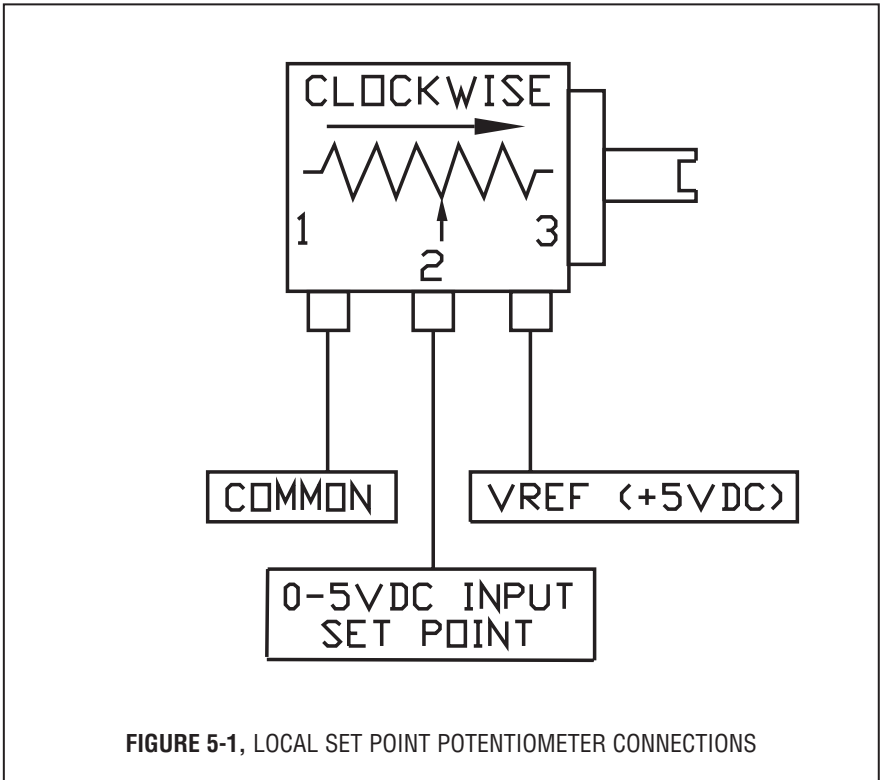 CLOCKWISE
1
2
3
COMMON
VREF (+5VDC)
0-5VDC INPUT
SET POINT
FIGURE 5-1, LOCAL SET POINT POTENTIOMETER CONNECTIONS